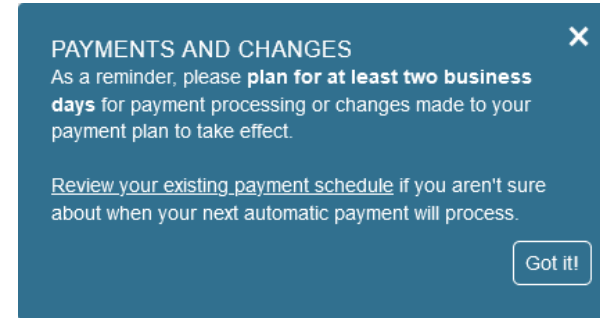 PAYMENTS AND CHANGES
As a reminder, please plan for at least two business
days for payment processing or changes made to your
payment plan to take effect.
Review your existing payment schedule if you aren't sure
about when your next automatic payment will process.
Got it!